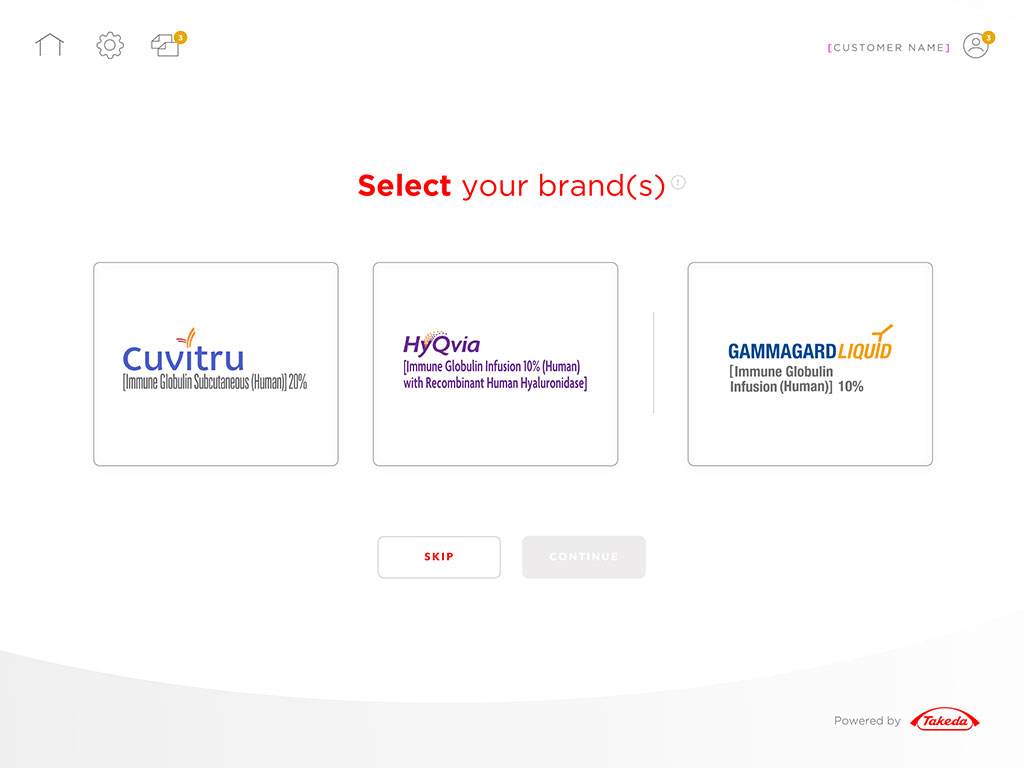 3
[CUSTOMER NAME]
3
Select your brand(s)
Cuvitru
[Immune Globulin Subcutaneous (Human)] 20%
HyQvia
[Immune Globulin Infusion 10% (Human)
with Recombinant Human Hyaluronidase]
GAMMAGARD LIQUID
[Immune Globulin
Infusion (Human)] 10%
SKIP
CONTINUE
Powered by Takeda